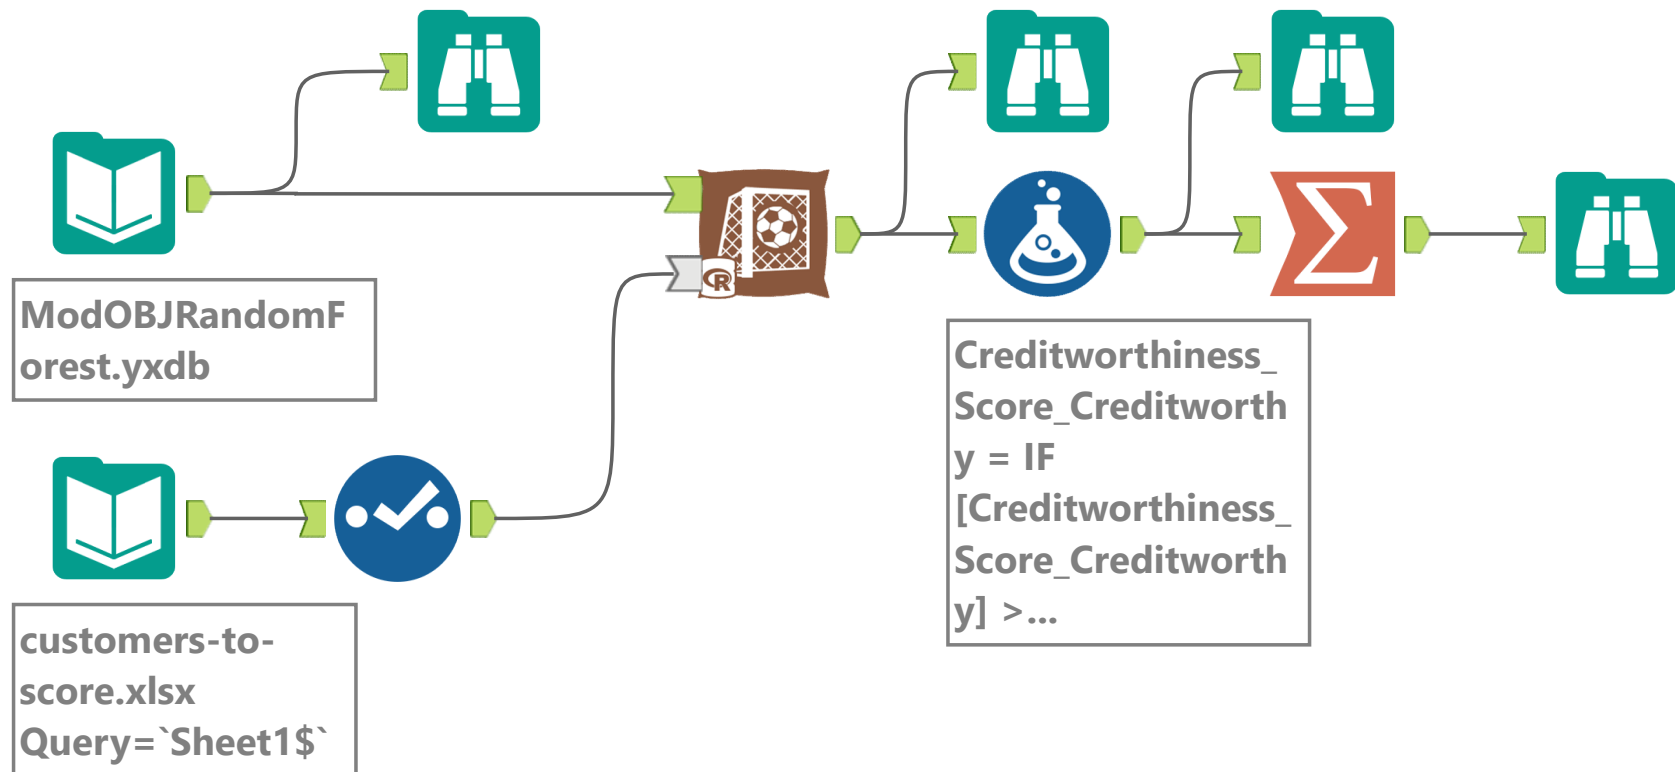 ModOBJRandomF
orest.yxdb
customers-to-
score.xlsx
Query=`Sheet1$`
Creditworthiness_
Score_Creditworth
y = IF
[Creditworthiness_
Score_Creditworth
y] >...
R